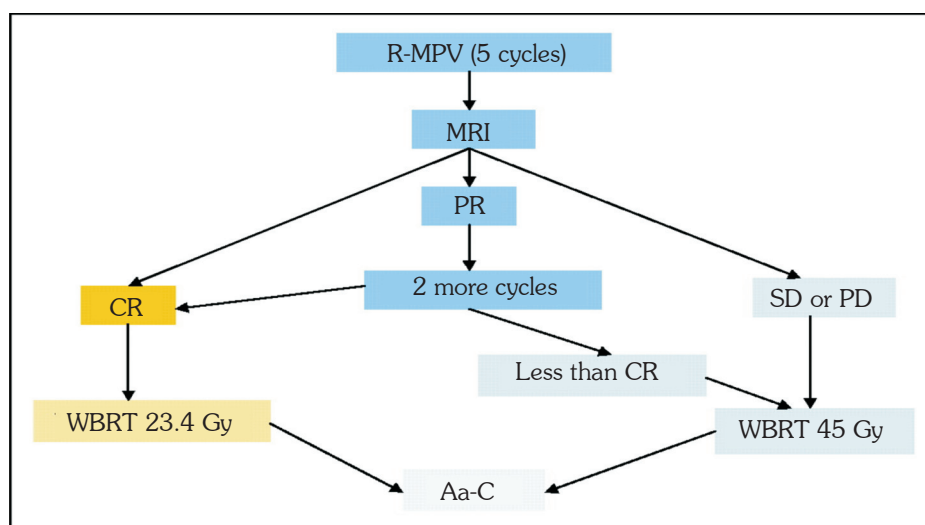 R-MPV (5 cycles)
MRI
PR
2 more cycles
CR
SD or PD
Less than CR
WBRT 23.4 Gy
WBRT 45 Gy
Aa-C